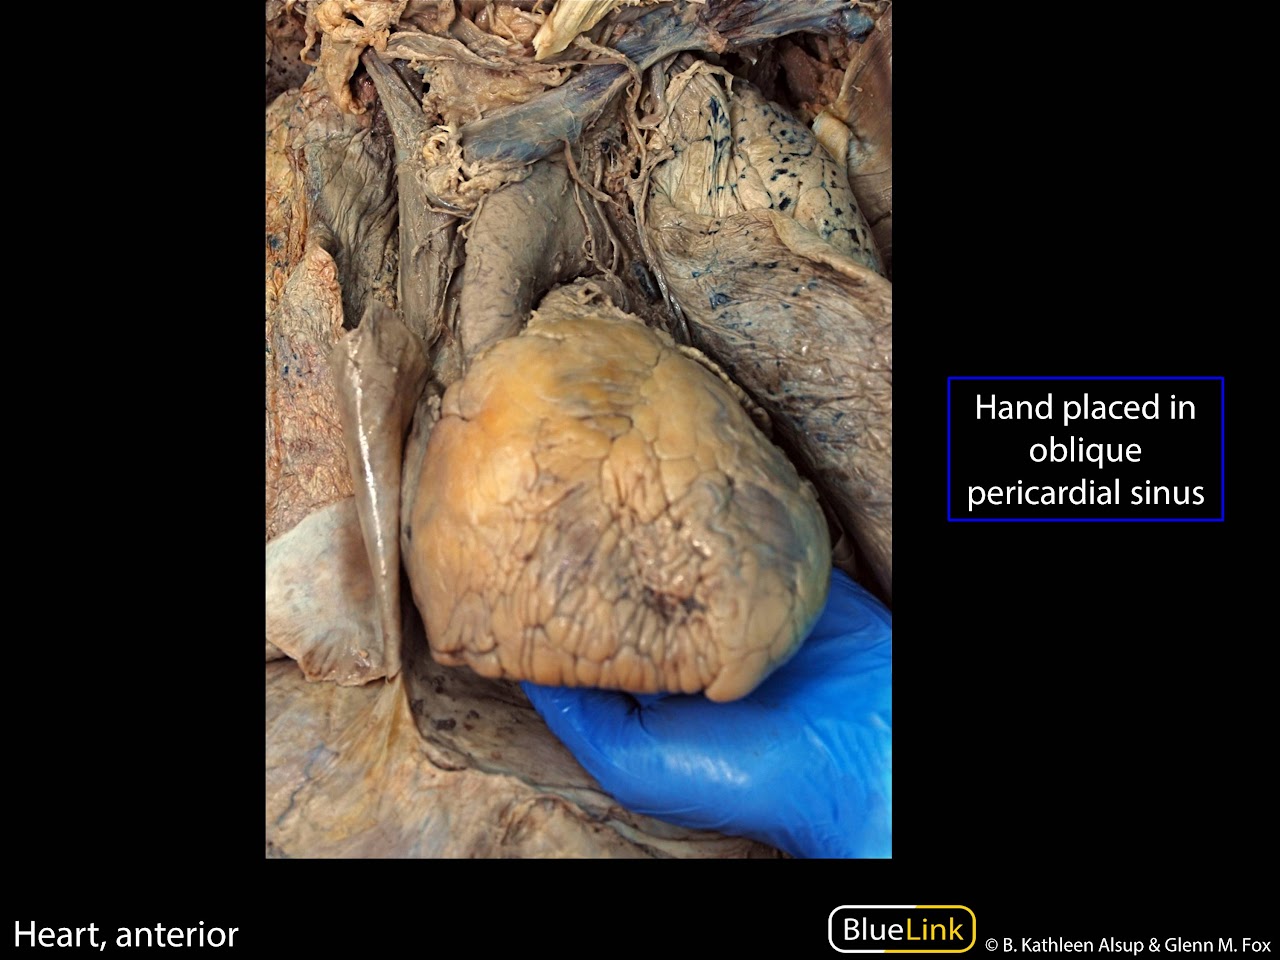 Hand placed in
oblique
pericardial sinus
Heart, anterior
BlueLink
© B. Kathleen Alsup & Glenn M. Fox